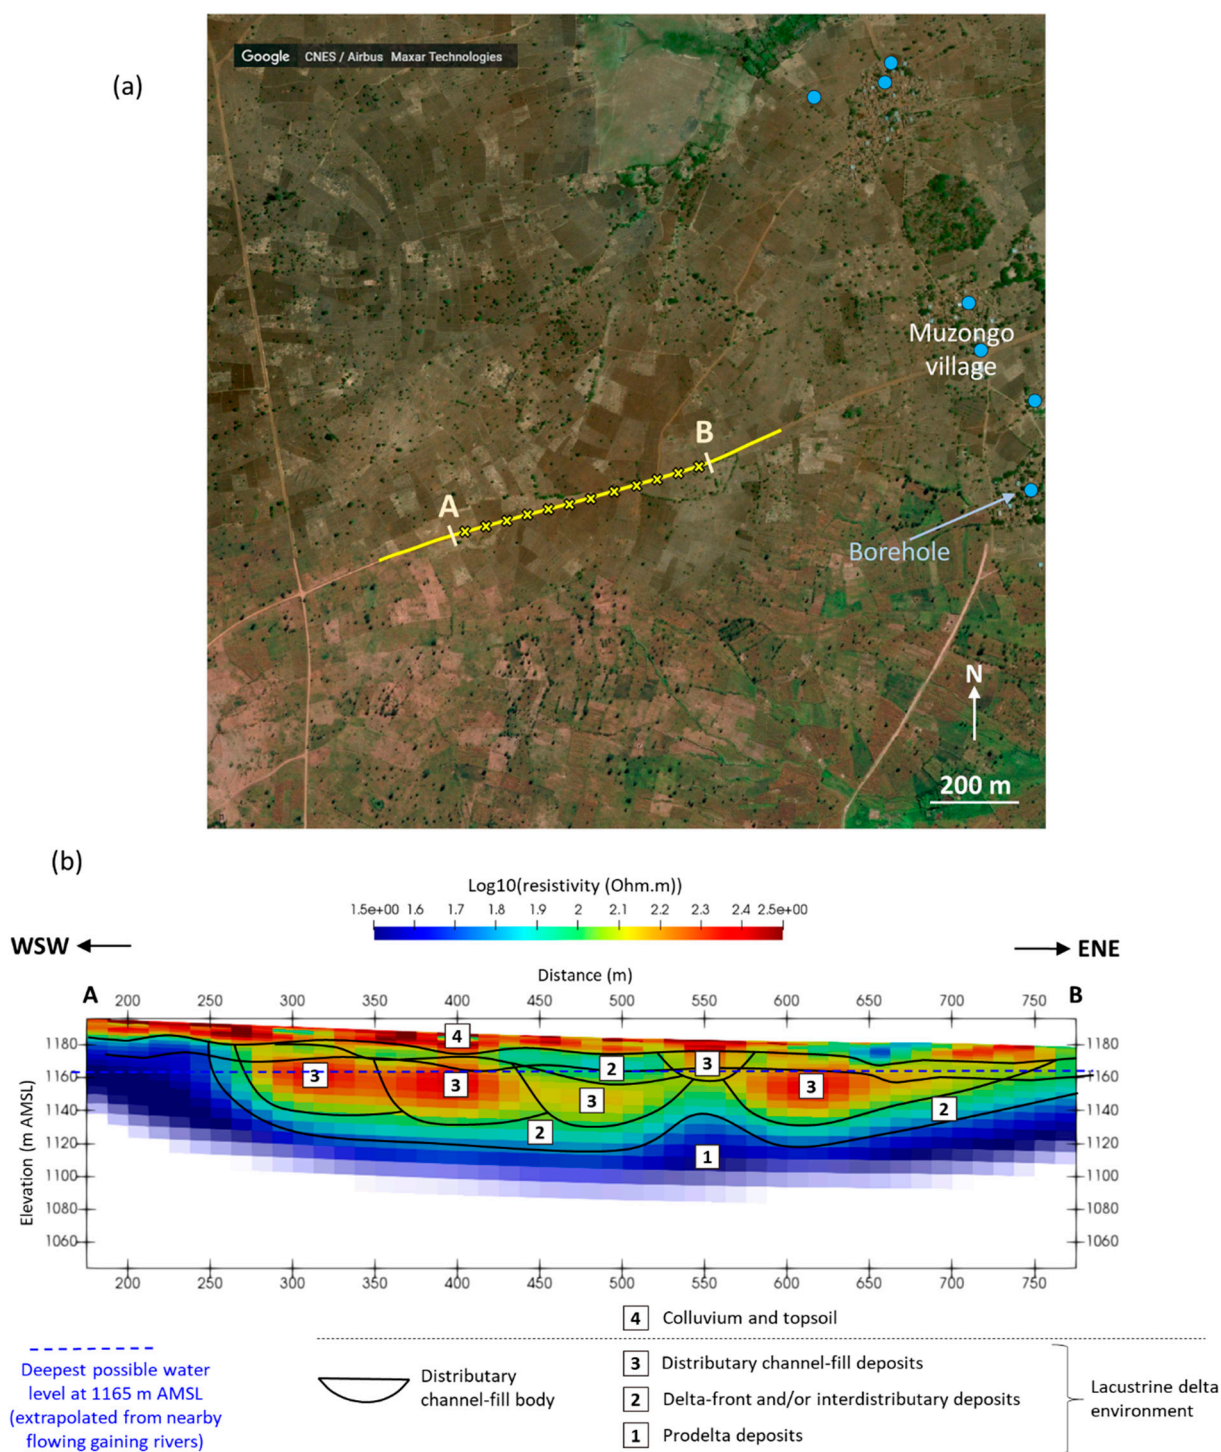 (a)
Google CNES / Airbus Maxar Technologies
Muzongo
village
B
A
Borehole
N
200 m
(b)
Log10(resistivity (Ohm.m))
1.5e+00 1.6 1.7 1.8 1.9 2 2.1 2.2 2.3 2.4 2.5e+00
WSW
ENE
Distance (m)
A
B
200 250 300 350 400 450 500 550 600 650 700 750
Elevation (m AMSL)
1180
1160
1140
1120
1100
1080
1060
1180
1160
1140
1120
1100
1080
1060
4
3
3
3
2
3
3
2
2
1
200 250 300 350 400 450 500 550 600 650 700 750
Deepest possible water
level at 1165 m AMSL
(extrapolated from nearby
flowing gaining rivers)
Distributary
channel-fill body
4 Colluvium and topsoil
3 Distributary channel-fill deposits
2 Delta-front and/or interdistributary deposits
1 Prodelta deposits
Lacustrine delta
environment